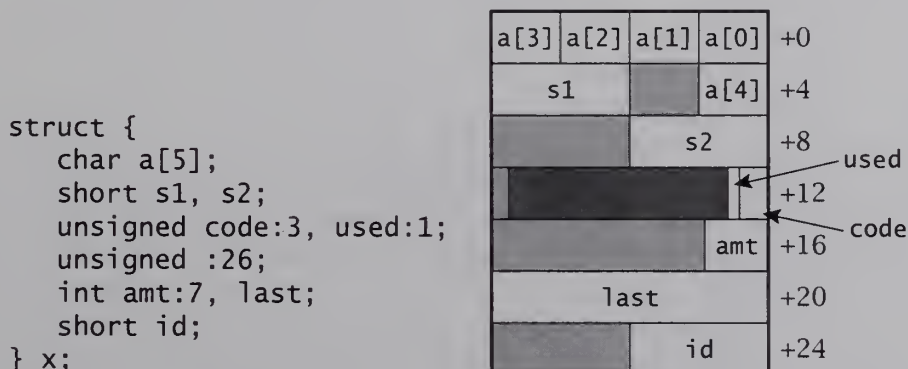 struct {
char a[5];
short s1, s2;
unsigned code:3, used:1;
unsigned :26;
int amt:7, last;
short id;
} x;
a[3] a[2] a[1] a[0] +0
s1 a[4] +4
s2 +8
used
+12
code
amt +16
last +20
id +24